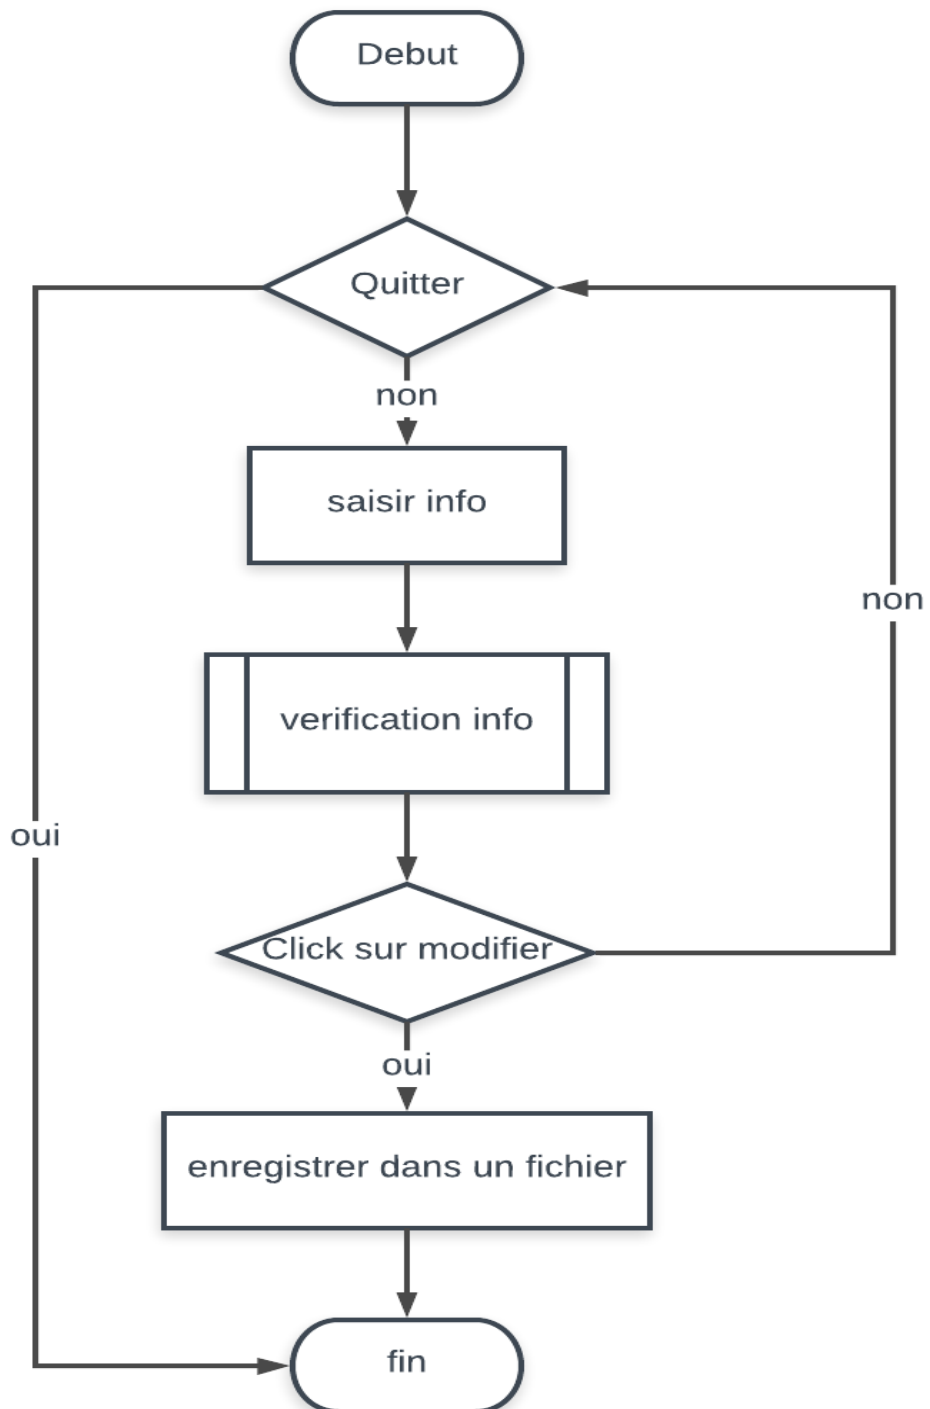 Debut
Quitter
non
saisir info
non
verification info
oui
Click sur modifier
oui
enregistrer dans un fichier
fin